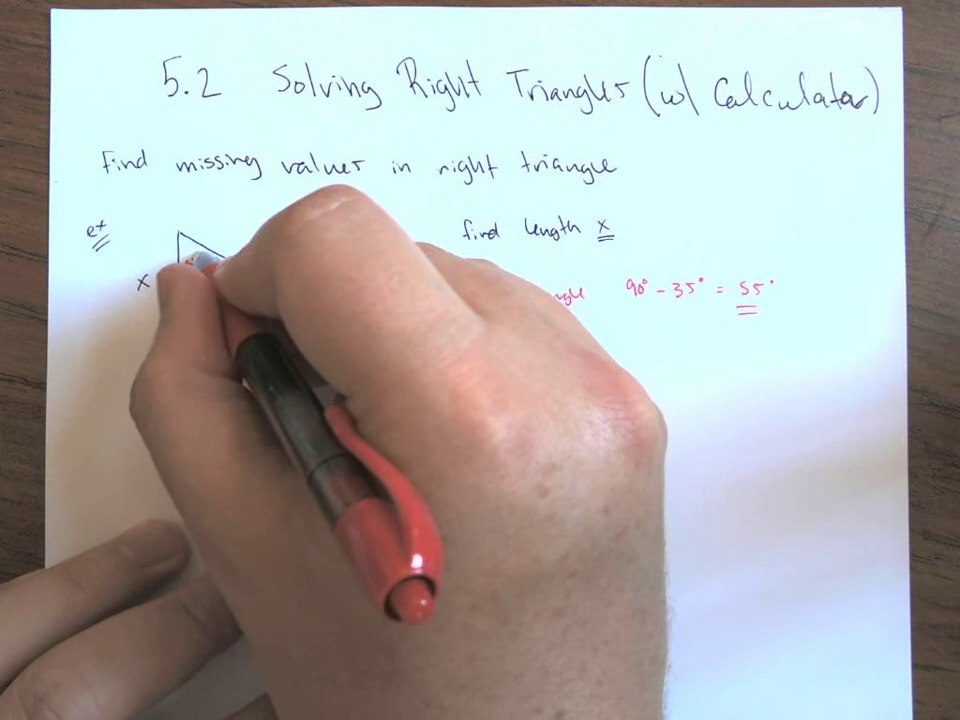 5.2 Solving Right Triangles (w/ Calculator)
Find missing values in right triangle
ex find length x
x 90° - 35° = 55°